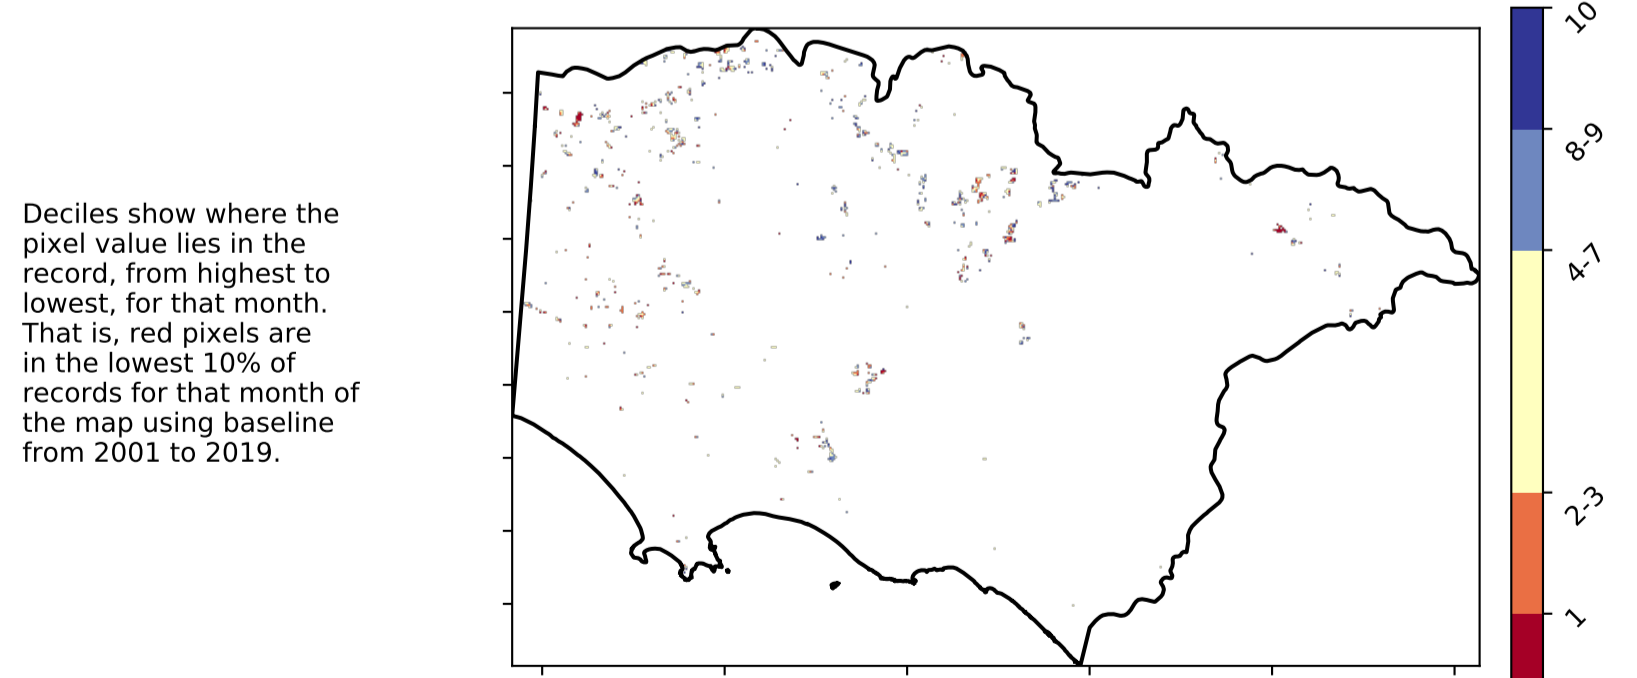 Deciles show where the
pixel value lies in the
record, from highest to
lowest, for that month.
That is, red pixels are
in the lowest 10% of
records for that month of
the map using baseline
from 2001 to 2019.
10
8-9
4-7
2-3
1